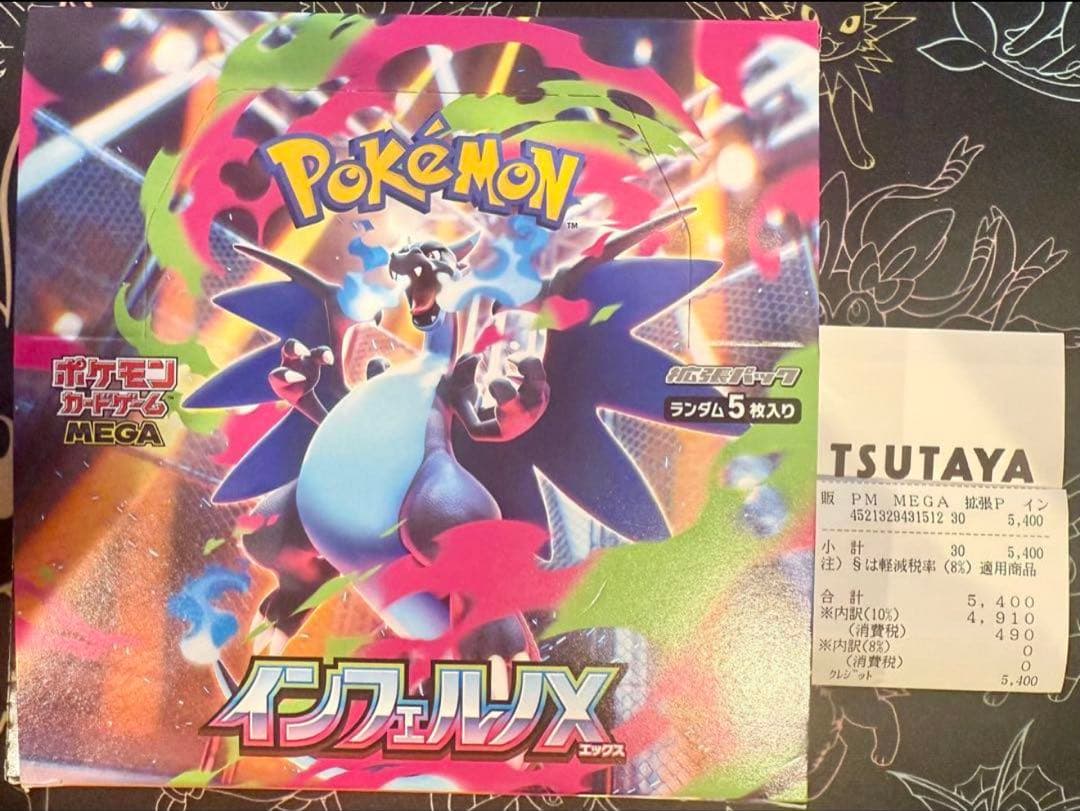 POKéMON
TM
ポケモン
カードゲーム
MEGA
拡張パック
ランダム5枚入り
インフェルノX
エックス
TSUTAYA
販 PM MEGA 拡張P イン
4521329431512 30 5,400
小 計 30 5,400
注) §は軽減税率 (8%) 適用商品
合 計 5,400
※内訳(10%) 4,910
(消費税) 490
※内訳(8%) 0
(消費税) 0
クレジット 5,400